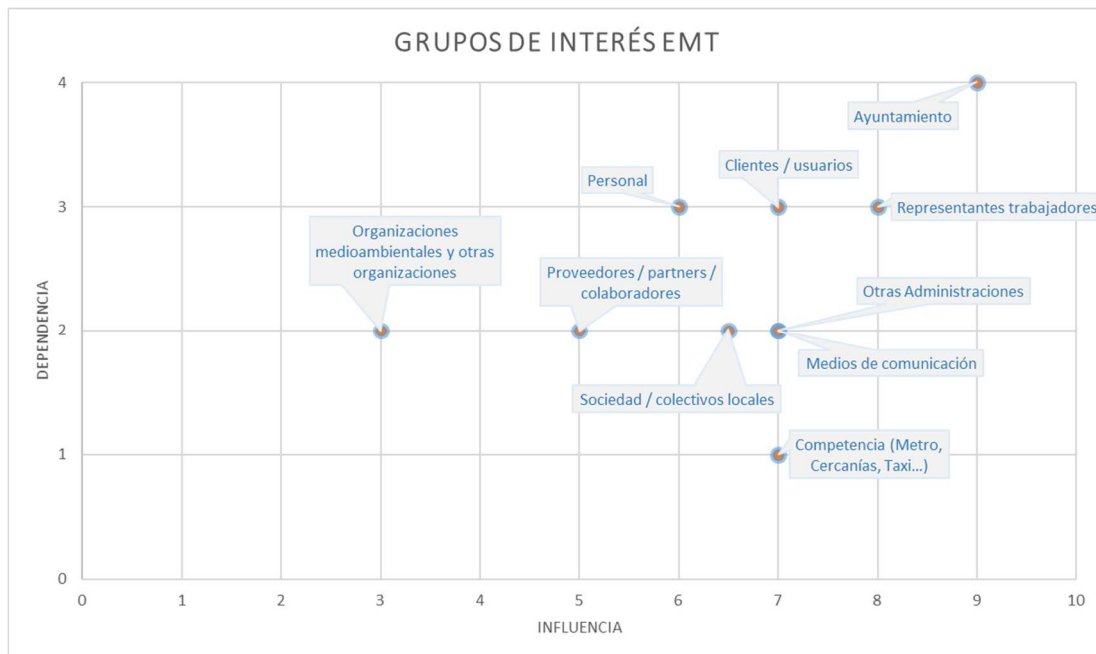 GRUPOS DE INTERÉS EMT
4
Ayuntamiento
Clientes / usuarios
Personal
3
Representantes trabajadores
Organizaciones
medioambientales y otras
organizaciones
Proveedores / partners /
colaboradores
Otras Administraciones
DEPENDENCIA
2
Medios de comunicación
Sociedad / colectivos locales
Competencia (Metro,
Cercanías, Taxi...)
1
0
0 1 2 3 4 5 6 7 8 9 10
INFLUENCIA